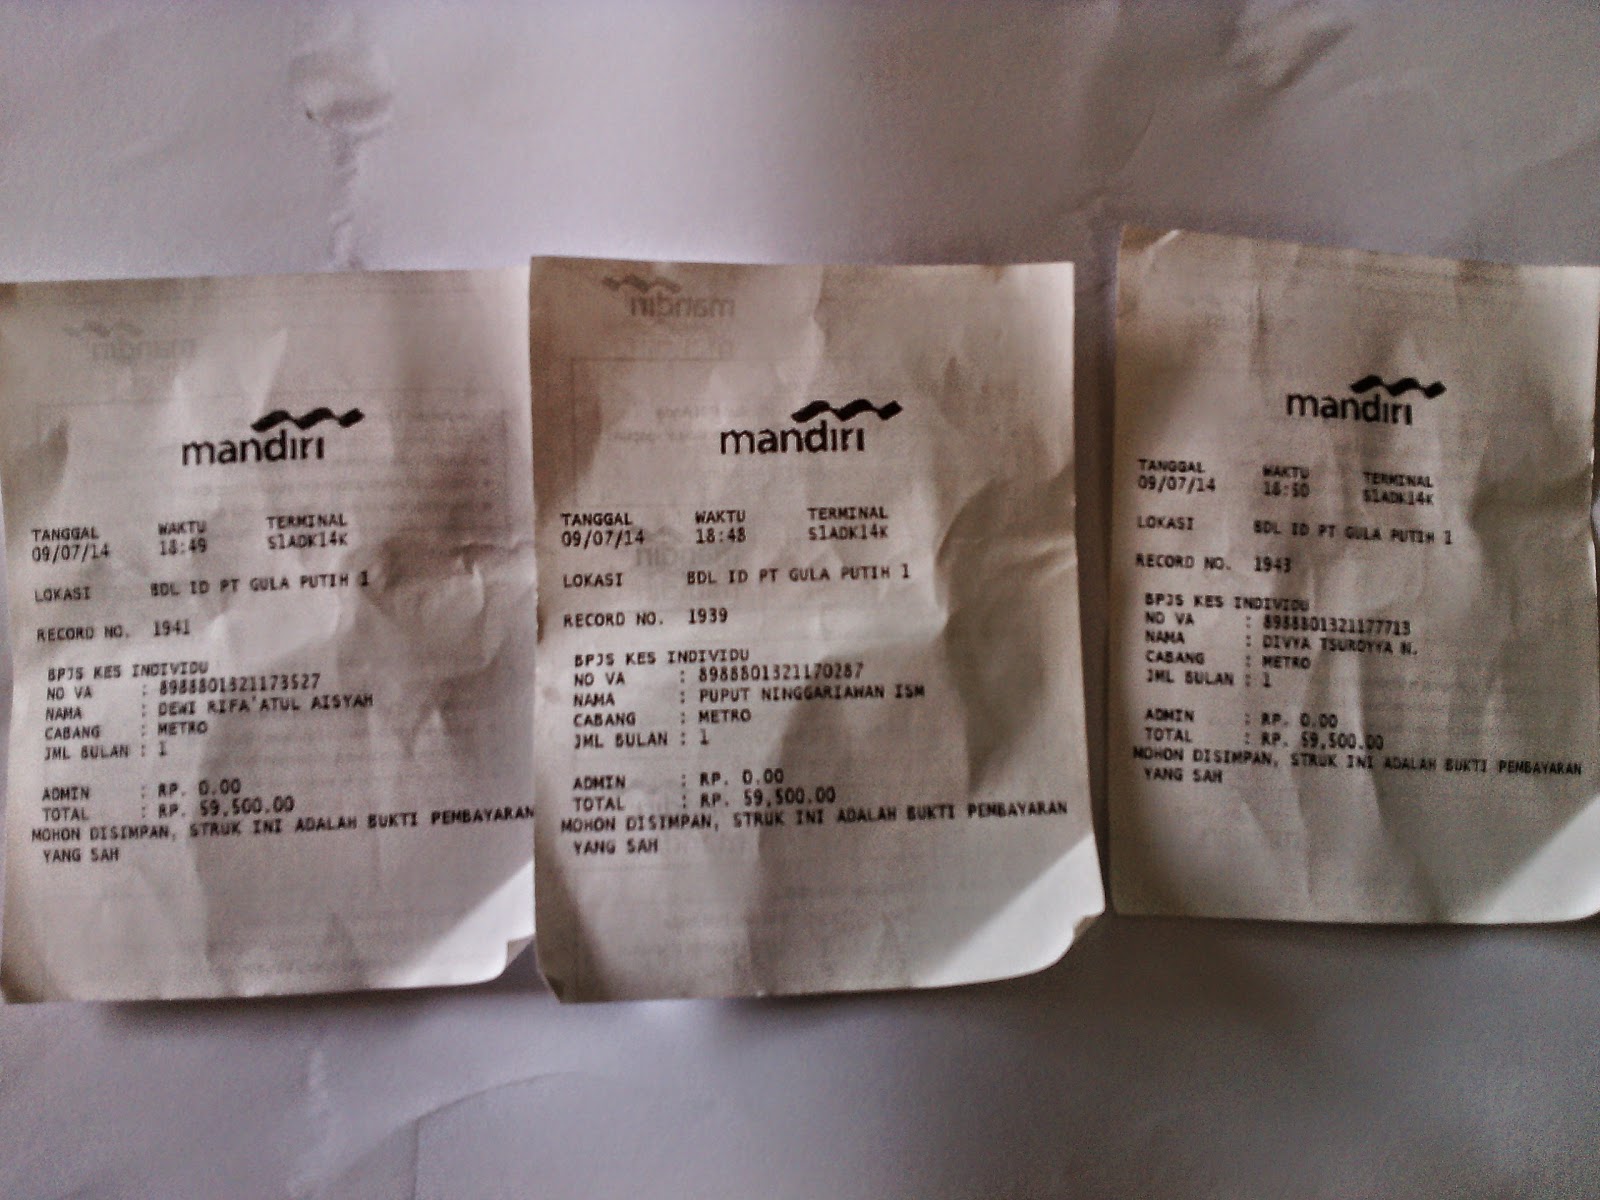 mandiri
TANGGAL WAKTU TERMINAL
09/07/14 18:49 S1ADK14K
LOKASI BDL ID PT GULA PUTIH 1
RECORD NO. 1941
BPJS KES INDIVIDU
NO VA : 8988801321173527
NAMA : DEWI RIFA'ATUL AISYAH
CABANG : METRO
JML BULAN : 1
ADMIN : RP. 0.00
TOTAL : RP. 59,500.00
MOHON DISIMPAN, STRUK INI ADALAH BUKTI PEMBAYARAN
YANG SAH
mandiri
TANGGAL WAKTU TERMINAL
09/07/14 18:48 S1ADK14K
LOKASI BDL ID PT GULA PUTIH 1
RECORD NO. 1939
BPJS KES INDIVIDU
NO VA : 8988801321170287
NAMA : PUPUT NINGGARIAWAN ISM
CABANG : METRO
JML BULAN : 1
ADMIN : RP. 0.00
TOTAL : RP. 59,500.00
MOHON DISIMPAN, STRUK INI ADALAH BUKTI PEMBAYARAN
YANG SAH
mandiri
TANGGAL WAKTU TERMINAL
09/07/14 18:50 S1ADK14K
LOKASI BDL ID PT GULA PUTIH 1
RECORD NO. 1943
BPJS KES INDIVIDU
NO VA : 8988801321177713
NAMA : DIVYA TSUROYYA N.
CABANG : METRO
JML BULAN : 1
ADMIN : RP. 0.00
TOTAL : RP. 59,500.00
MOHON DISIMPAN, STRUK INI ADALAH BUKTI PEMBAYARAN
YANG SAH